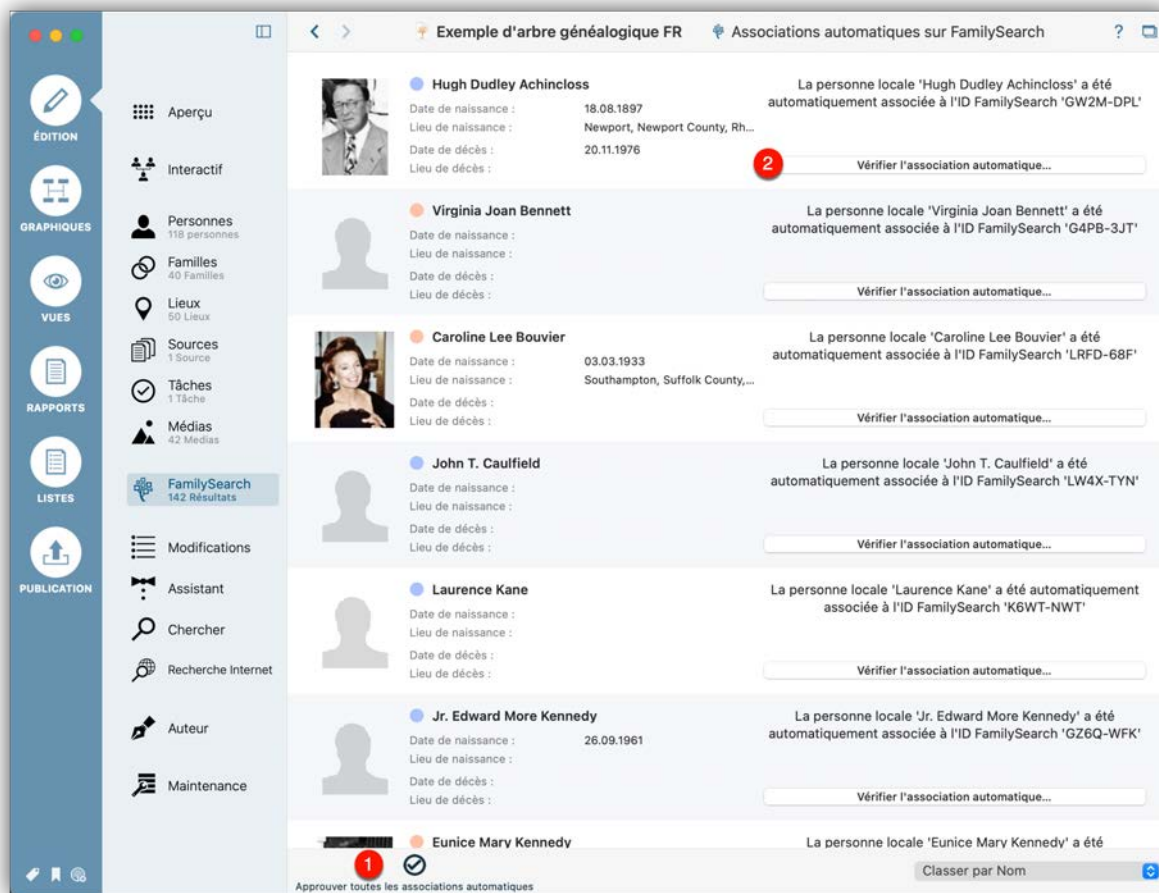 Exemple d'arbre généalogique FR
Associations automatiques sur FamilySearch
?
ÉDITION
GRAPHIQUES
VUES
RAPPORTS
LISTES
PUBLICATION
Aperçu
Interactif
Personnes
118 personnes
Familles
40 Familles
Lieux
50 Lieux
Sources
1 Source
Tâches
1 Tâche
Médias
42 Medias
FamilySearch
142 Résultats
Modifications
Assistant
Chercher
Recherche Internet
Auteur
Maintenance
Hugh Dudley Achincloss
Date de naissance : 18.08.1897
Lieu de naissance : Newport, Newport County, Rh...
Date de décès : 20.11.1976
Lieu de décès :
La personne locale 'Hugh Dudley Achincloss' a été
automatiquement associée à l'ID FamilySearch 'GW2M-DPL'
2
Vérifier l'association automatique...
Virginia Joan Bennett
Date de naissance :
Lieu de naissance :
Date de décès :
Lieu de décès :
La personne locale 'Virginia Joan Bennett' a été
automatiquement associée à l'ID FamilySearch 'G4PB-3JT'
Vérifier l'association automatique...
Caroline Lee Bouvier
Date de naissance : 03.03.1933
Lieu de naissance : Southampton, Suffolk County,...
Date de décès :
Lieu de décès :
La personne locale 'Caroline Lee Bouvier' a été
automatiquement associée à l'ID FamilySearch 'LRFD-68F'
Vérifier l'association automatique...
John T. Caulfield
Date de naissance :
Lieu de naissance :
Date de décès :
Lieu de décès :
La personne locale 'John T. Caulfield' a été
automatiquement associée à l'ID FamilySearch 'LW4X-TYN'
Vérifier l'association automatique...
Laurence Kane
Date de naissance :
Lieu de naissance :
Date de décès :
Lieu de décès :
La personne locale 'Laurence Kane' a été automatiquement
associée à l'ID FamilySearch 'K6WT-NWT'
Vérifier l'association automatique...
Jr. Edward More Kennedy
Date de naissance : 26.09.1961
Lieu de naissance :
Date de décès :
Lieu de décès :
La personne locale 'Jr. Edward More Kennedy' a été
automatiquement associée à l'ID FamilySearch 'GZ6Q-WFK'
Vérifier l'association automatique...
Eunice Mary Kennedy
La personne locale 'Eunice Mary Kennedy' a été
1
Approuver toutes les associations automatiques
Classer par Nom